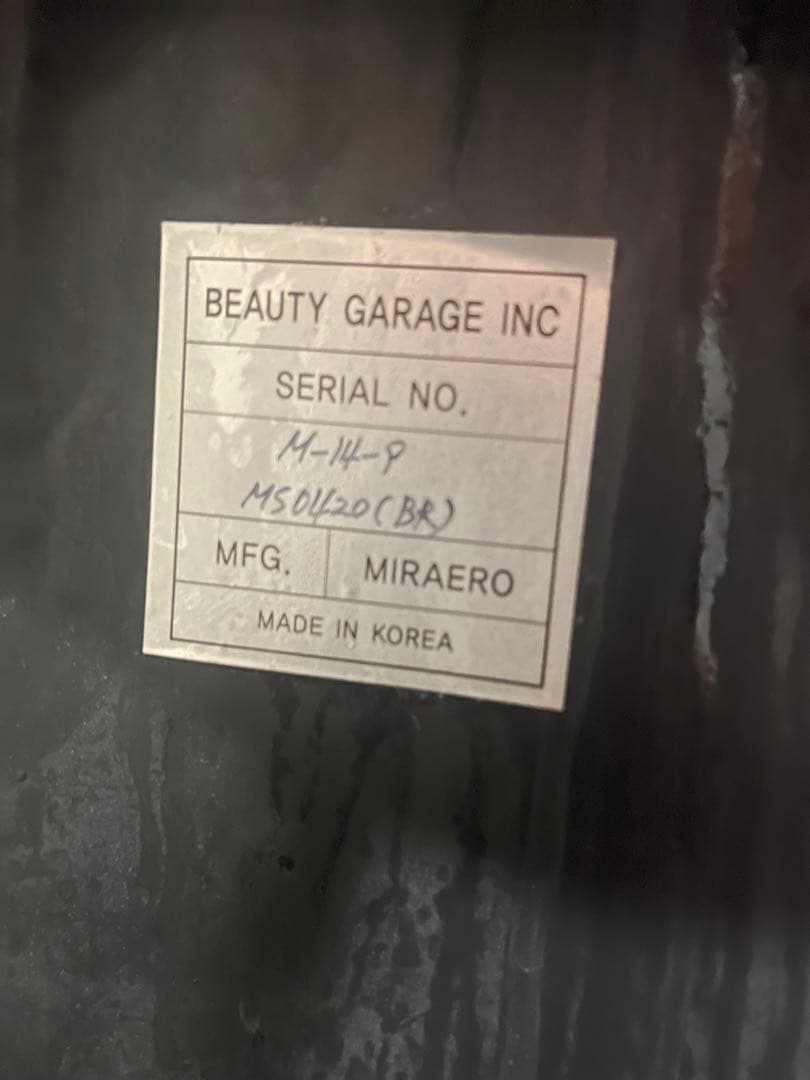 BEAUTY GARAGE INC
SERIAL NO.
M-14-9
MS0420(BR)
MFG. MIRAERO
MADE IN KOREA